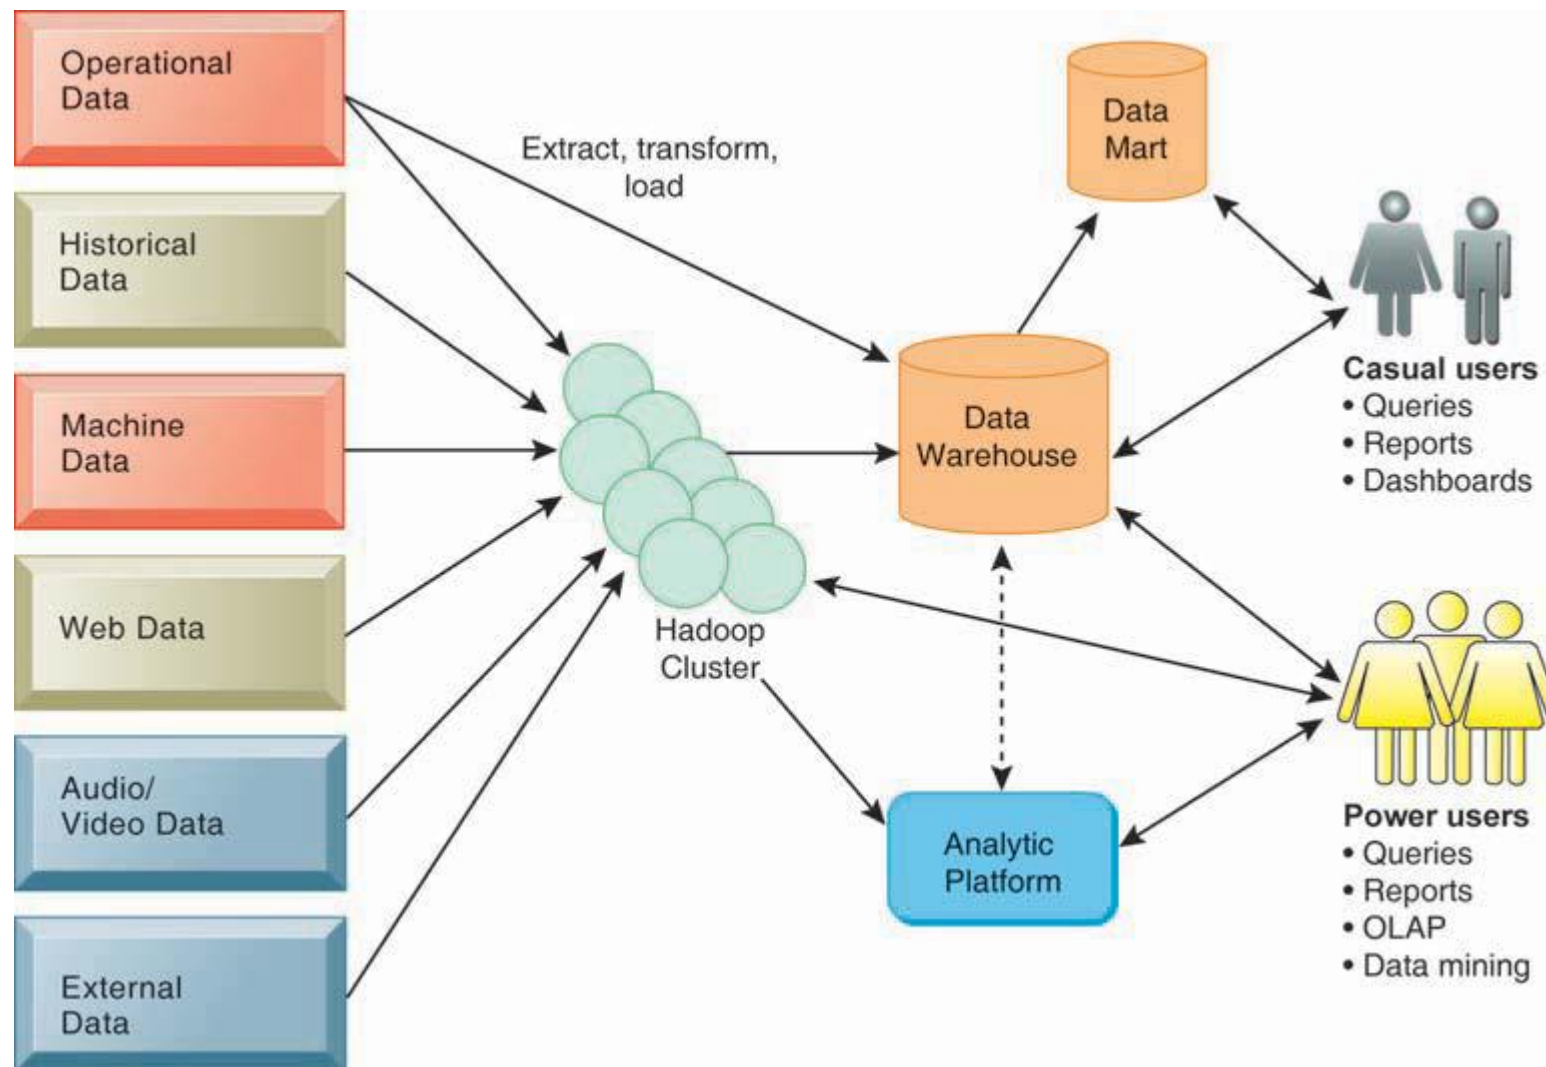 Operational
Data
Historical
Data
Machine
Data
Web Data
Audio/
Video Data
External
Data
Extract, transform,
load
Hadoop
Cluster
Data
Mart
Data
Warehouse
Analytic
Platform
Casual users
• Queries
• Reports
• Dashboards
Power users
• Queries
• Reports
• OLAP
• Data mining